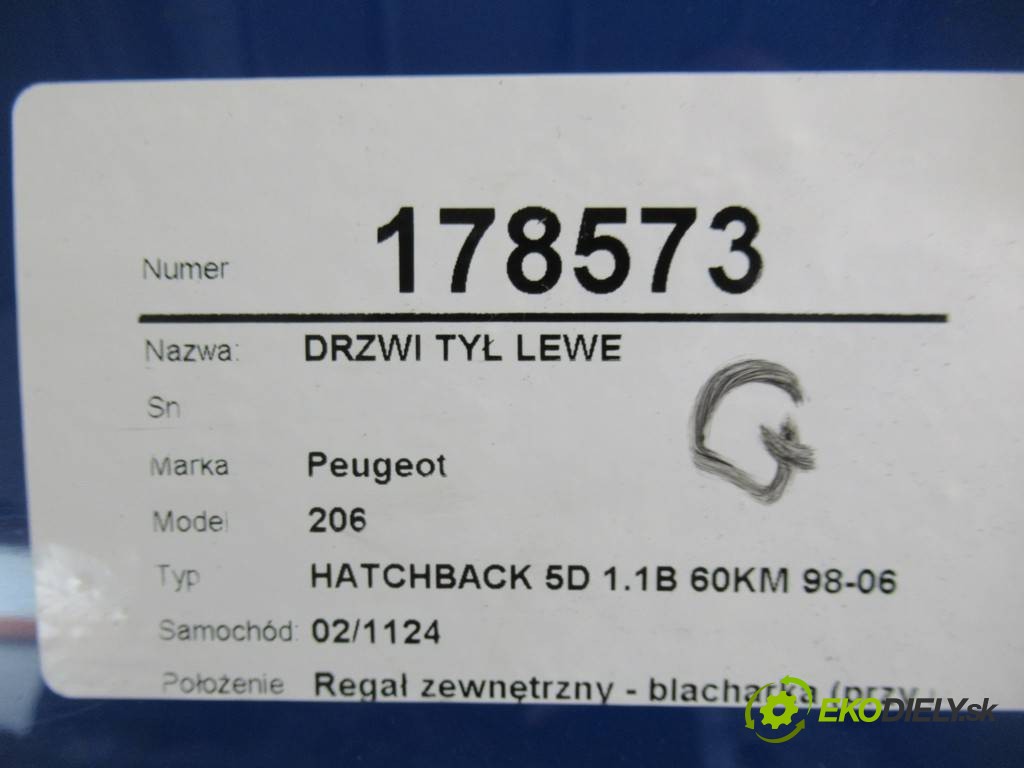 Numer 178573
Nazwa: DRZWI TYŁ LEWE
Sn
G
Marka Peugeot
Model 206
Typ HATCHBACK 5D 1.1B 60KM 98-06
Samochód: 02/1124
Położenie Regał zewnętrzny - blacharka (przy
EKODIELY.sk